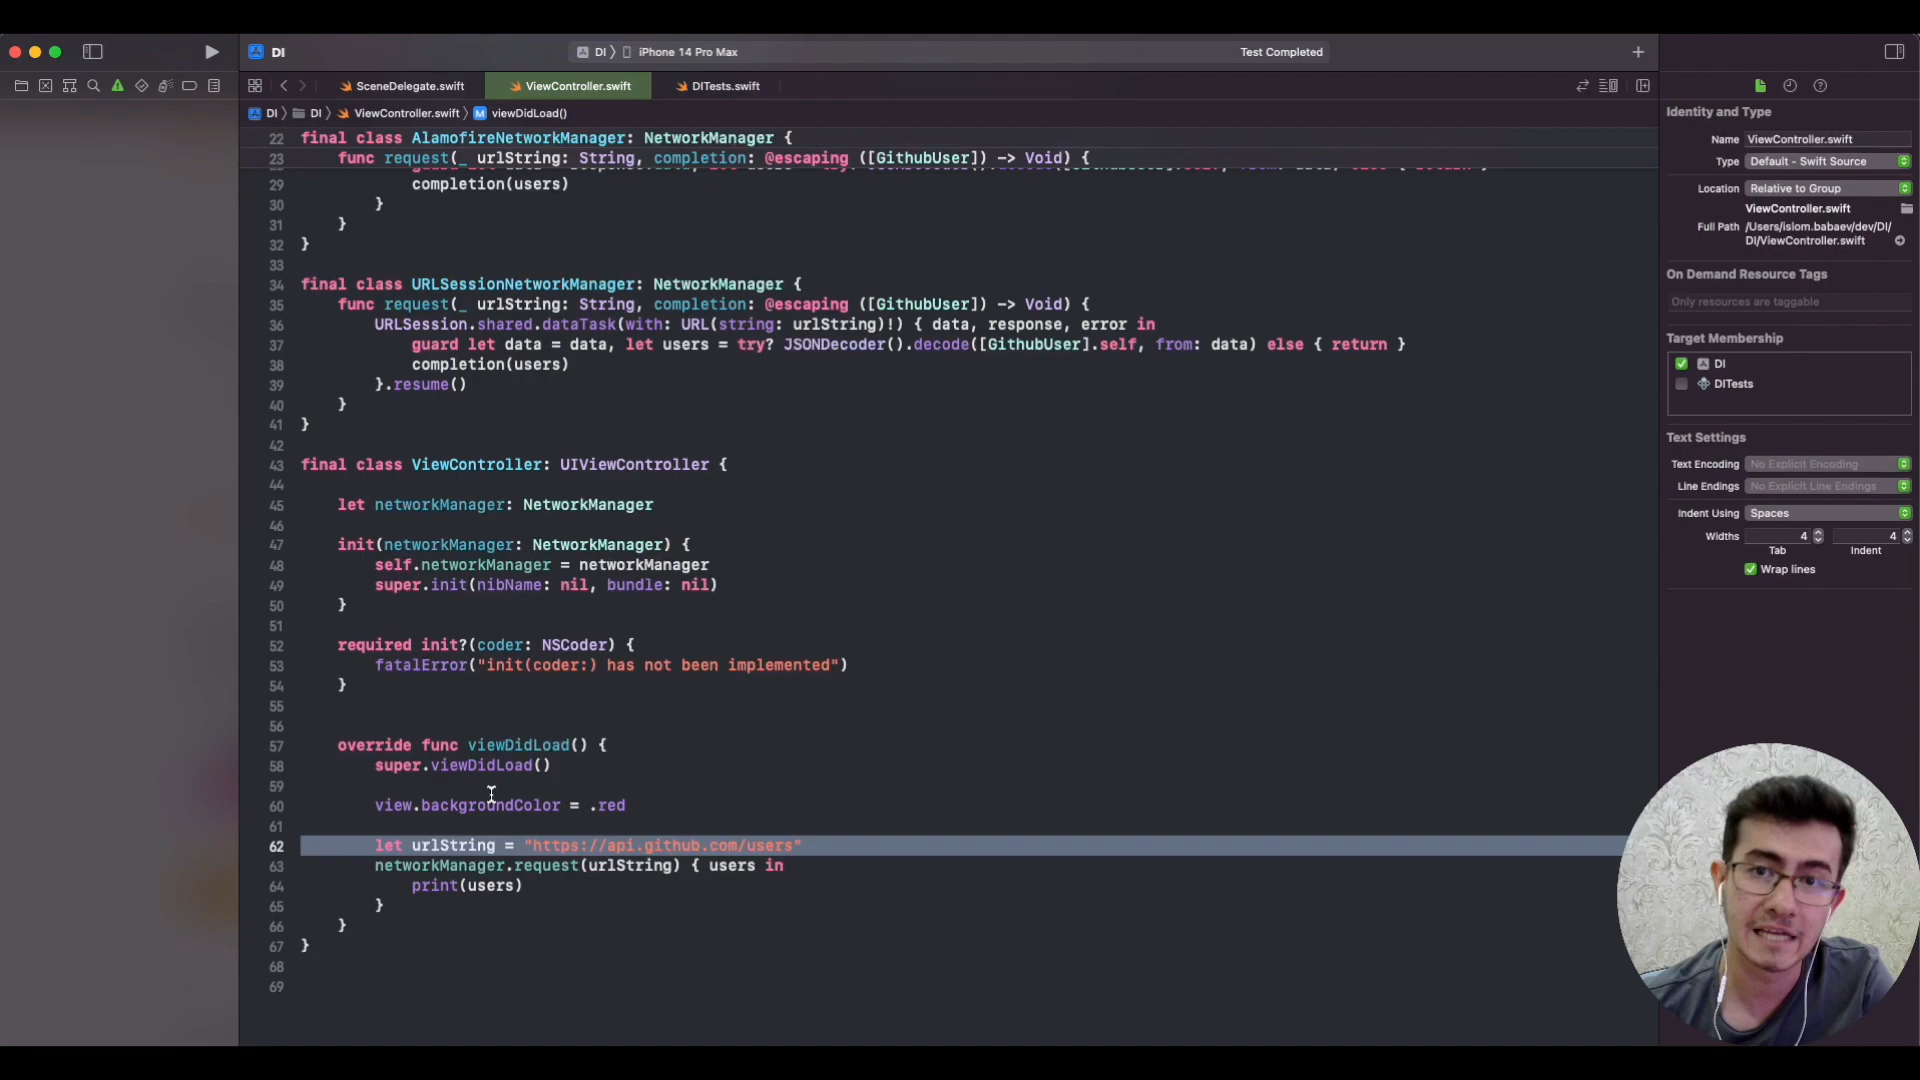 DI
DI
iPhone 14 Pro Max
Test Completed
SceneDelegate.swift
ViewController.swift
DITests.swift
DI
DI
ViewController.swift
viewDidLoad()
22 final class AlamofireNetworkManager: NetworkManager {
23 func request(_ urlString: String, completion: @escaping ([GithubUser]) -> Void) {
29 completion(users)
30 }
31 }
32 }
33
34 final class URLSessionNetworkManager: NetworkManager {
35 func request(_ urlString: String, completion: @escaping ([GithubUser]) -> Void) {
36 URLSession.shared.dataTask(with: URL(string: urlString)!) { data, response, error in
37 guard let data = data, let users = try? JSONDecoder().decode([GithubUser].self, from: data) else { return }
38 completion(users)
39 }.resume()
40 }
41 }
42
43 final class ViewController: UIViewController {
44
45 let networkManager: NetworkManager
46
47 init(networkManager: NetworkManager) {
48 self.networkManager = networkManager
49 super.init(nibName: nil, bundle: nil)
50 }
51
52 required init?(coder: NSCoder) {
53 fatalError("init(coder:) has not been implemented")
54 }
55
56
57 override func viewDidLoad() {
58 super.viewDidLoad()
59
60 view.backgroundColor = .red
61
62 let urlString = "https://api.github.com/users"
63 networkManager.request(urlString) { users in
64 print(users)
65 }
66 }
67 }
68
69
Identity and Type
Name ViewController.swift
Type Default - Swift Source
Location Relative to Group
ViewController.swift
Full Path /Users/islom.babaev/dev/DI/
DI/ViewController.swift
On Demand Resource Tags
Only resources are taggable
Target Membership
DI
DITests
Text Settings
Text Encoding No Explicit Encoding
Line Endings No Explicit Line Endings
Indent Using Spaces
Widths 4 4
Tab Indent
Wrap lines